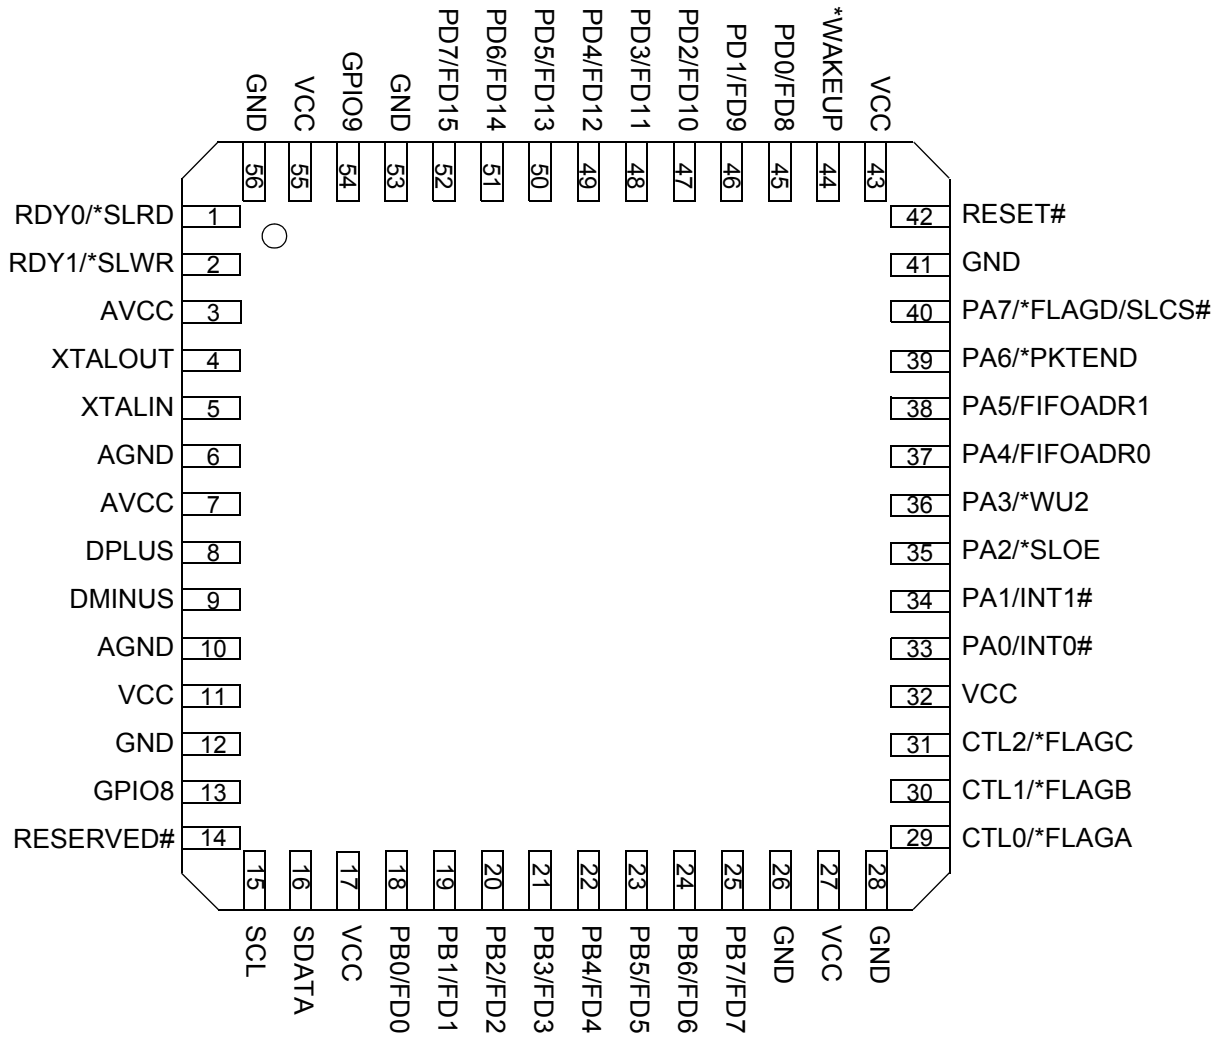 GND
VCC
GPIO9
GND
PD7/FD15
PD6/FD14
PD5/FD13
PD4/FD12
PD3/FD11
PD2/FD10
PD1/FD9
PD0/FD8
*WAKEUP
VCC
56
55
54
53
52
51
50
49
48
47
46
45
44
43
RDY0/*SLRD 1
RDY1/*SLWR 2
AVCC 3
XTALOUT 4
XTALIN 5
AGND 6
AVCC 7
DPLUS 8
DMINUS 9
AGND 10
VCC 11
GND 12
GPIO8 13
RESERVED# 14
42 RESET#
41 GND
40 PA7/*FLAGD/SLCS#
39 PA6/*PKTEND
38 PA5/FIFOADR1
37 PA4/FIFOADR0
36 PA3/*WU2
35 PA2/*SLOE
34 PA1/INT1#
33 PA0/INT0#
32 VCC
31 CTL2/*FLAGC
30 CTL1/*FLAGB
29 CTL0/*FLAGA
15
16
17
18
19
20
21
22
23
24
25
26
27
28
SCL
SDATA
VCC
PB0/FD0
PB1/FD1
PB2/FD2
PB3/FD3
PB4/FD4
PB5/FD5
PB6/FD6
PB7/FD7
GND
VCC
GND